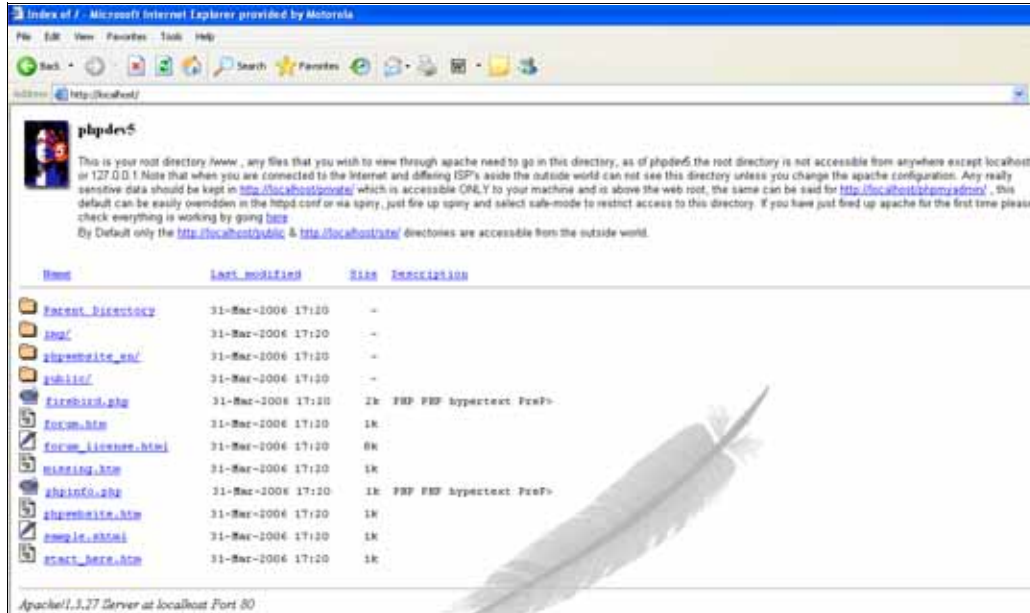 Index of / - Microsoft Internet Explorer provided by Motorola
File Edit View Favorites Tools Help
Back Search Favorites
Address http://localhost/
phpdev5
This is your root directory /www , any files that you wish to view through apache need to go in this directory, as of phpdev5 the root directory is not accessible from anywhere except localhost
or 127.0.0.1 Note that when you are connected to the Internet and differing ISP's aside the outside world can not see this directory unless you change the apache configuration. Any really
sensitive data should be kept in http://localhost/private/ which is accessible ONLY to your machine and is above the web root, the same can be said for http://localhost/phpmyadmin/ , this
default can be easily overridden in the httpd.conf or via spiny, just fire up spiny and select safe-mode to restrict access to this directory. If you have just fired up apache for the first time please
check everything is working by going here
By Default only the http://localhost/public & http://localhost/site/ directories are accessible from the outside world.
Name Last modified Size Description
Parent Directory 31-Mar-2006 17:20 -
img/ 31-Mar-2006 17:20 -
phpwebsite_en/ 31-Mar-2006 17:20 -
public/ 31-Mar-2006 17:20 -
firebird.php 31-Mar-2006 17:20 2k PHP PHP hypertext PreP>
forum.htm 31-Mar-2006 17:20 1k
forum_license.html 31-Mar-2006 17:20 8k
missing.htm 31-Mar-2006 17:20 1k
phpinfo.php 31-Mar-2006 17:20 1k PHP PHP hypertext PreP>
phpwebsite.htm 31-Mar-2006 17:20 1k
sample.shtml 31-Mar-2006 17:20 1k
start_here.htm 31-Mar-2006 17:20 1k
Apache/1.3.27 Server at localhost Port 80